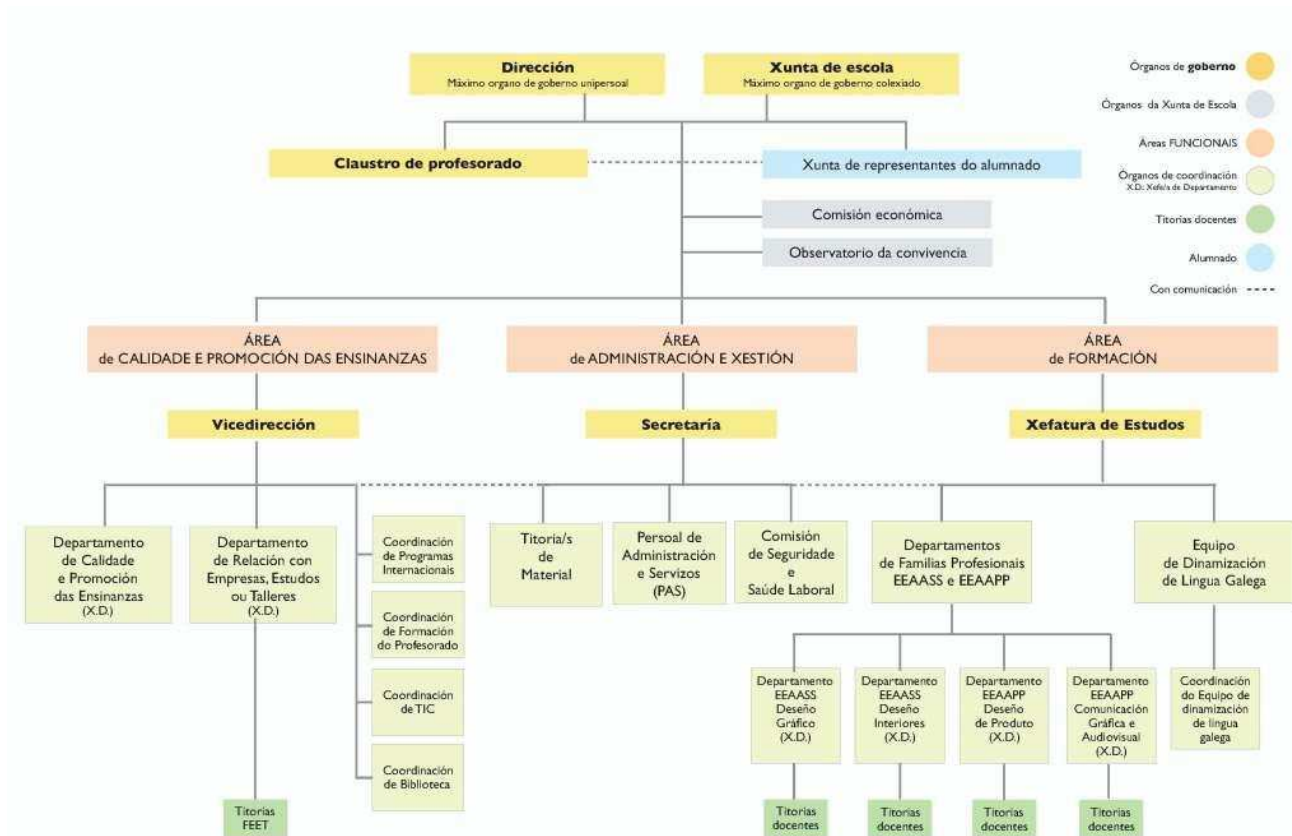 Dirección
Máximo organo de goberno unipersoal
Xunta de escola
Máximo organo de goberno colexiado
Órganos de goberno
Órganos da Xunta de Escola
Áreas FUNCIONAIS
Órganos de coordinación
X.D.: Xefe/s de Departamento
Titorías docentes
Alumnado
Con comunicación
Claustro de profesorado
Xunta de representantes do alumnado
Comisión económica
Observatorio da convivencia
ÁREA
de CALIDADE E PROMOCIÓN DAS ENSINANZAS
ÁREA
de ADMINISTRACIÓN E XESTIÓN
ÁREA
de FORMACIÓN
Vicedirección
Secretaría
Xefatura de Estudos
Departamento
de Calidade
e Promoción
das Ensinanzas
(X.D.)
Departamento
de Relación con
Empresas, Estudos
ou Talleres
(X.D.)
Coordinación
de Programas
Internacionais
Coordinación
de Formación
do Profesorado
Coordinación
de TIC
Coordinación
de Biblioteca
Titoría/s
de
Material
Persoal de
Administración
e Servizos
(PAS)
Comisión
de Seguridade
e
Saúde Laboral
Departamentos
de Familias Profesionais
EEAASS e EEAAPP
Equipo
de Dinamización
de Lingua Galega
Departamento
EEAASS
Deseño
Gráfico
(X.D.)
Departamento
EEAASS
Deseño
Interiores
(X.D.)
Departamento
EEAAPP
Deseño
de Produto
(X.D.)
Departamento
EEAAPP
Comunicación
Gráfica e
Audiovisual
(X.D.)
Coordinación
do Equipo de
dinamización
de lingua
galega
Titorías
FEET
Titorías
docentes
Titorías
docentes
Titorías
docentes
Titorías
docentes